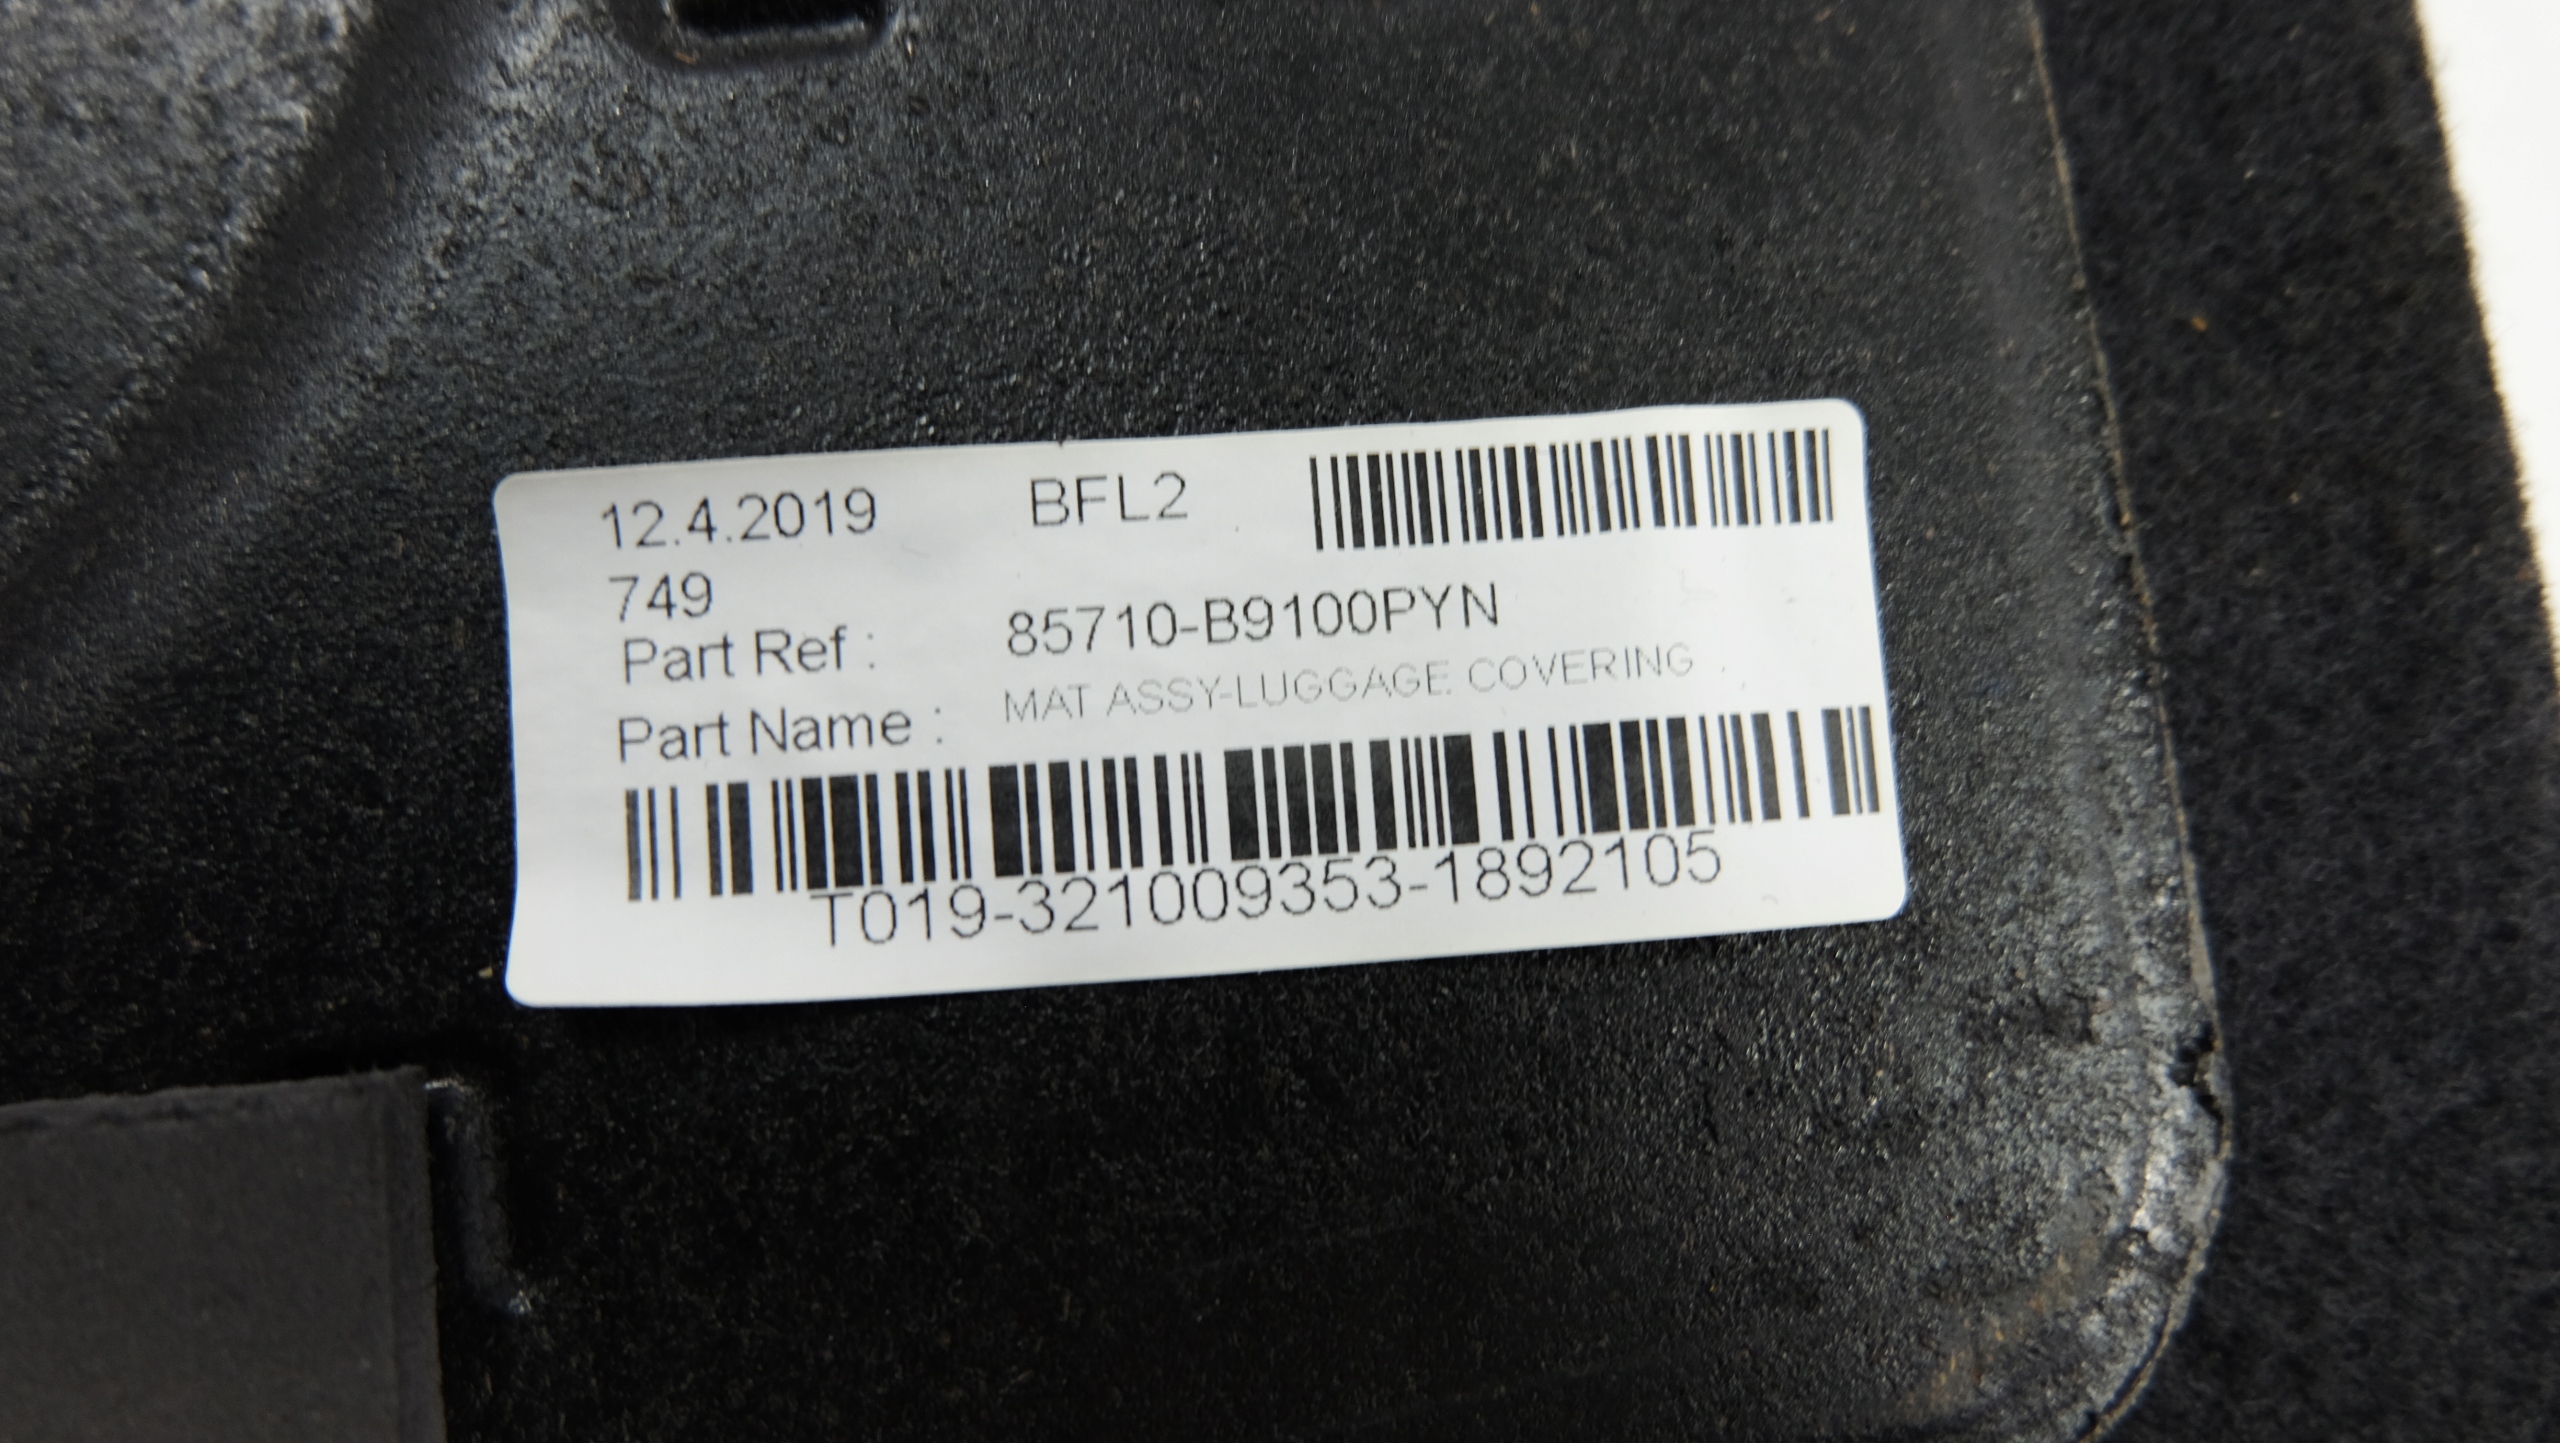 12.4.2019 BFL2
749
Part Ref : 85710-B9100PYN
Part Name : MAT ASSY-LUGGAGE COVERING
T019-321009353-1892105